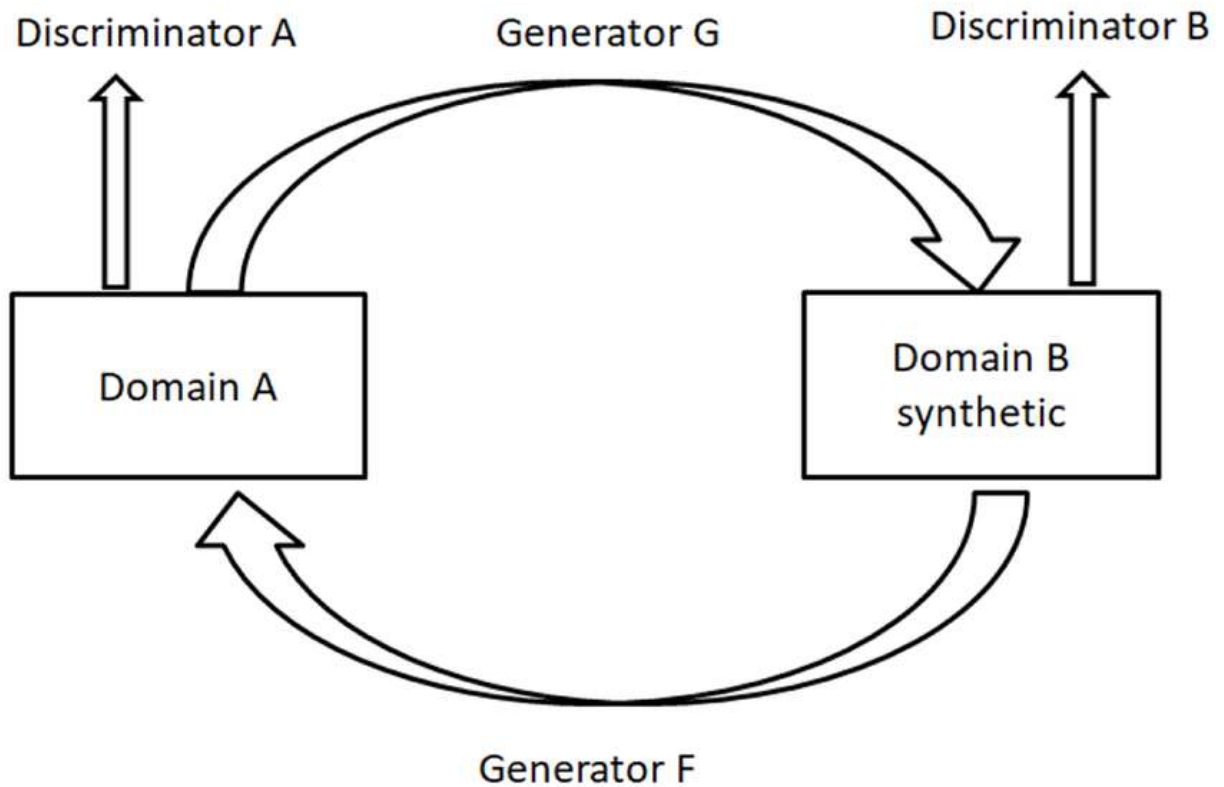 Discriminator A
Generator G
Discriminator B
Domain A
Domain B
synthetic
Generator F